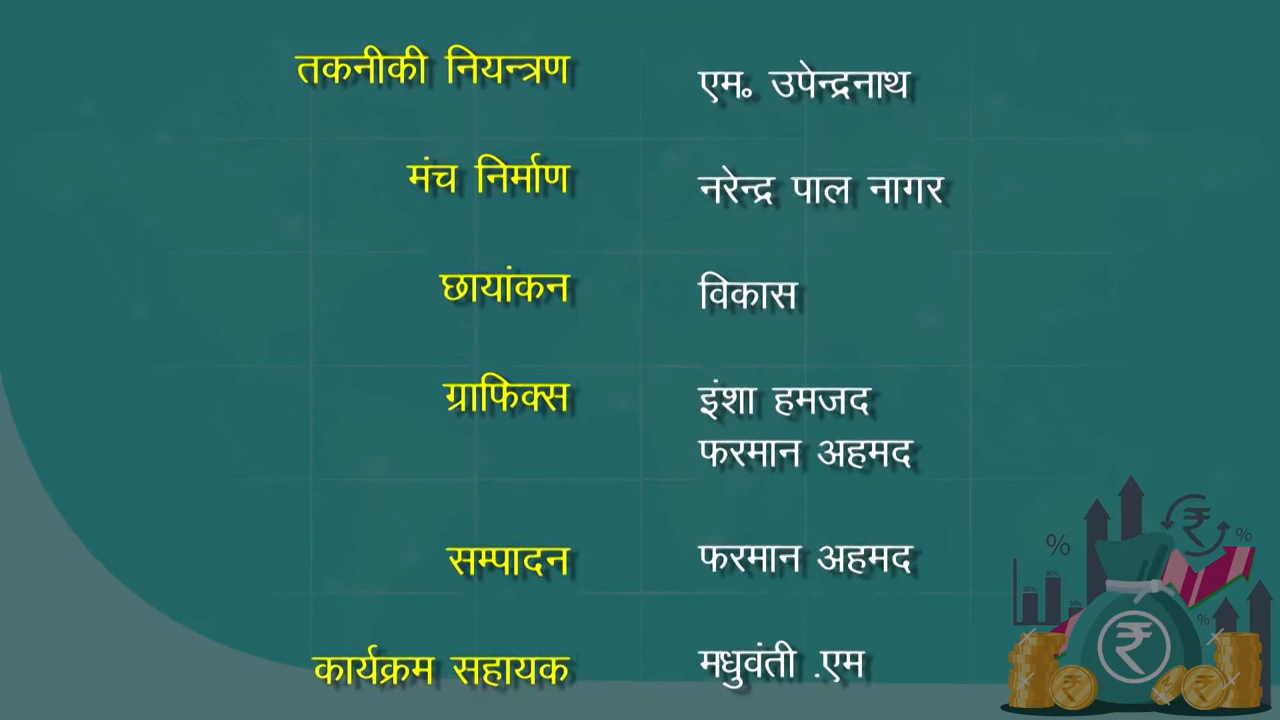 तकनीकी नियन्त्रण एम॰ उपेन्द्रनाथ
मंच निर्माण नरेन्द्र पाल नागर
छायांकन विकास
ग्राफिक्स इंशा हमजद
फरमान अहमद
सम्पादन फरमान अहमद
कार्यक्रम सहायक मधुवंती .एम